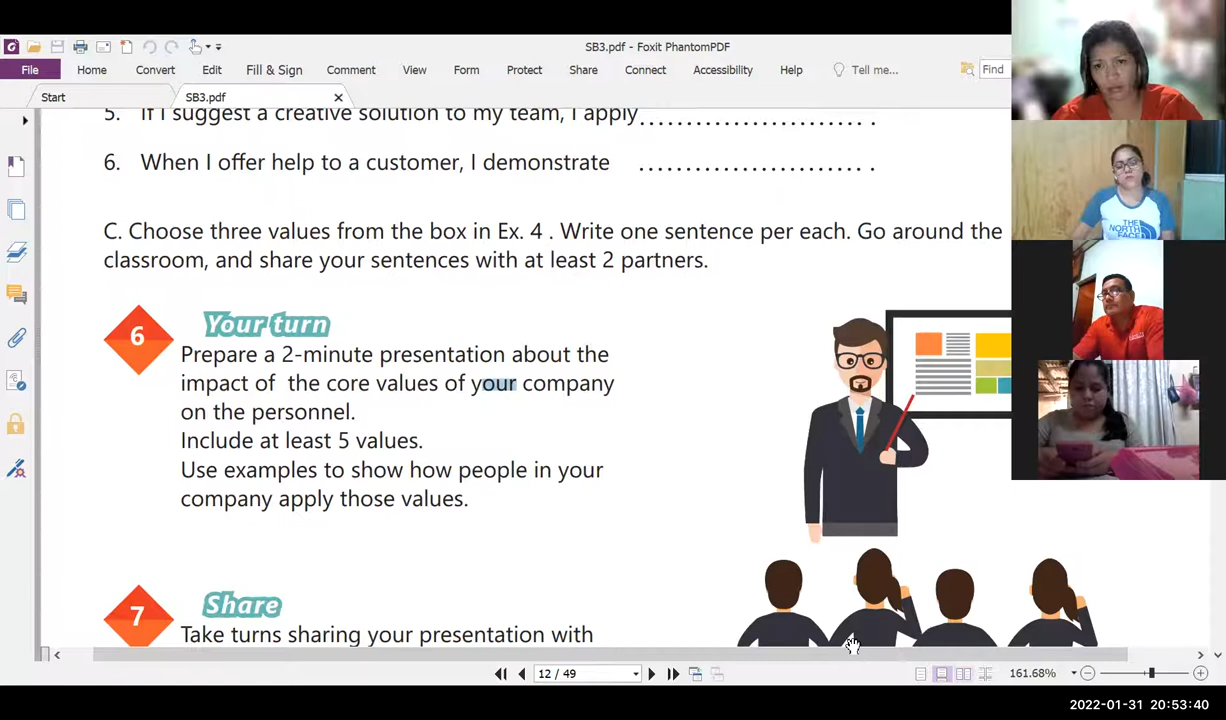 SB3.pdf - Foxit PhantomPDF
File Home Convert Edit Fill & Sign Comment View Form Protect Share Connect Accessibility Help Tell me... Find
Start SB3.pdf
5. If I suggest a creative solution to my team, I apply........................ .
6. When I offer help to a customer, I demonstrate ........................ .
C. Choose three values from the box in Ex. 4 . Write one sentence per each. Go around the
classroom, and share your sentences with at least 2 partners.
6 Your turn
Prepare a 2-minute presentation about the
impact of the core values of your company
on the personnel.
Include at least 5 values.
Use examples to show how people in your
company apply those values.
7 Share
Take turns sharing your presentation with
12 / 49 161.68%
THE
NORTH
FACE
2022-01-31 20:53:40